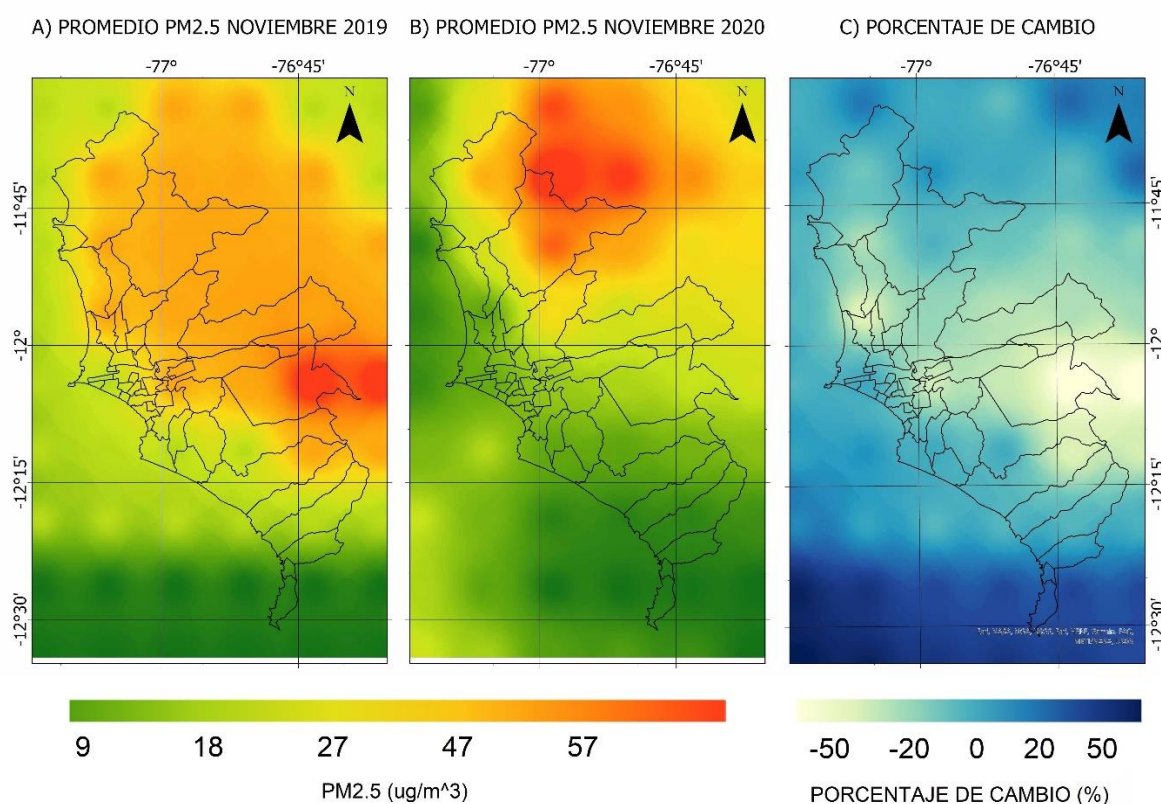 A) PROMEDIO PM2.5 NOVIEMBRE 2019
B) PROMEDIO PM2.5 NOVIEMBRE 2020
C) PORCENTAJE DE CAMBIO
-77° -76°45'
-77° -76°45'
-77° -76°45'
N
N
N
-11°45'
-12°
-12°15'
-12°30'
-11°45'
-12°
-12°15'
-12°30'
9 18 27 47 57
PM2.5 (ug/m^3)
-50 -20 0 20 50
PORCENTAJE DE CAMBIO (%)